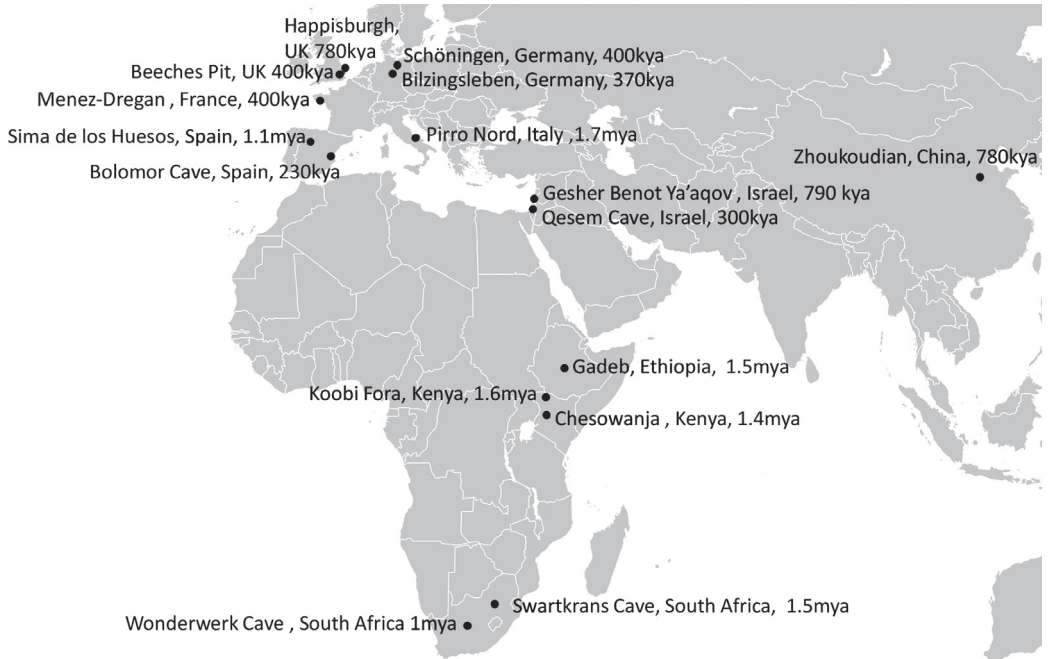 Happisburgh,
UK 780kya
Schöningen, Germany, 400kya
Beeches Pit, UK 400kya
Bilzingsleben, Germany, 370kya
Menez-Dregan , France, 400kya
Sima de los Huesos, Spain, 1.1mya
Pirro Nord, Italy ,1.7mya
Zhoukoudian, China, 780kya
Bolomor Cave, Spain, 230kya
Gesher Benot Ya’aqov , Israel, 790 kya
Qesem Cave, Israel, 300kya
Gadeb, Ethiopia, 1.5mya
Koobi Fora, Kenya, 1.6mya
Chesowanja , Kenya, 1.4mya
Swartkrans Cave, South Africa, 1.5mya
Wonderwerk Cave , South Africa 1mya